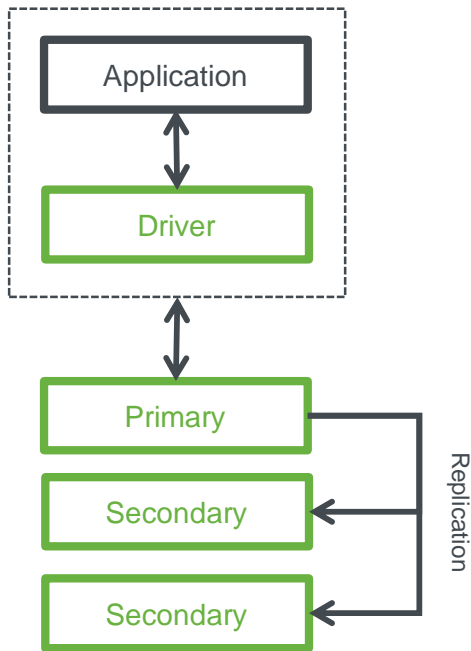 Application
Driver
Primary
Secondary
Secondary
Replication